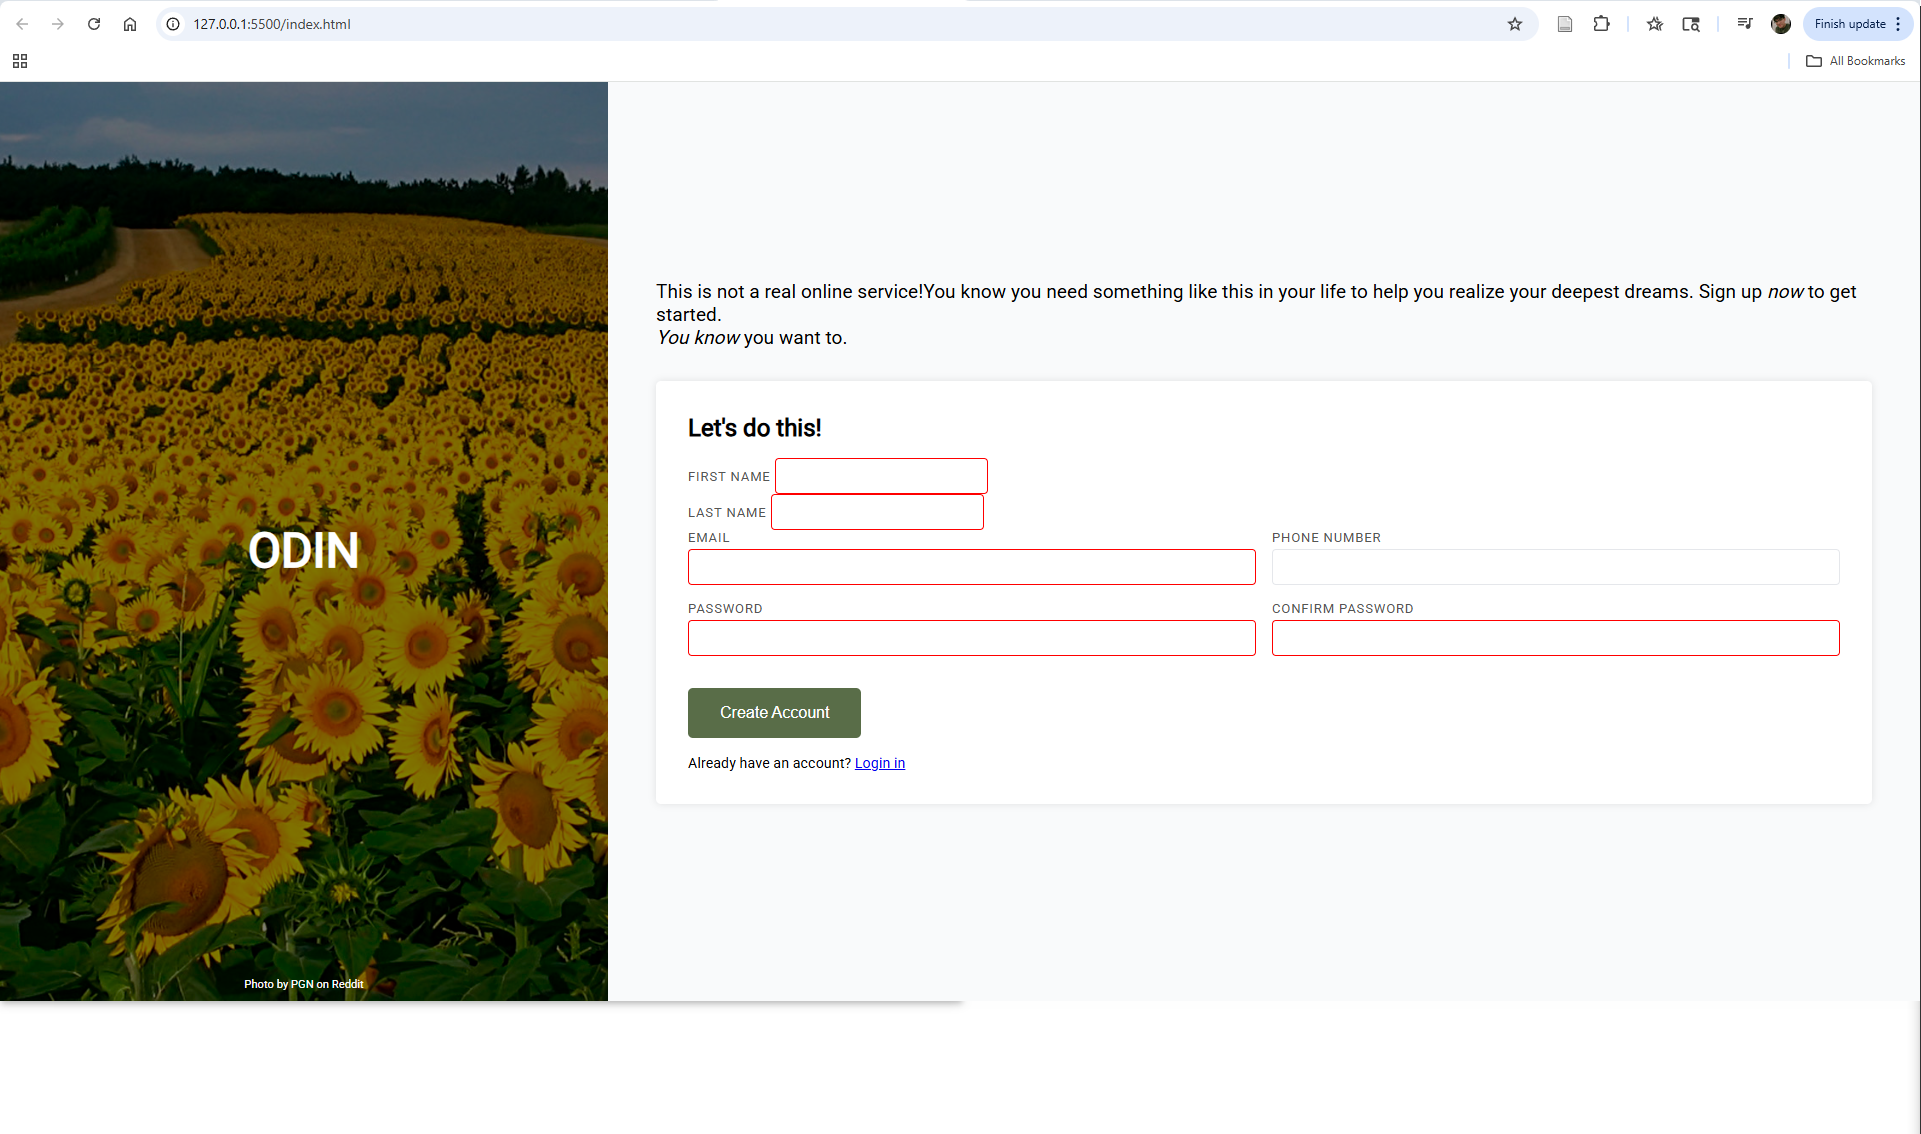 127.0.0.1:5500/index.html
Finish update
All Bookmarks
ODIN
Photo by PGN on Reddit
This is not a real online service!You know you need something like this in your life to help you realize your deepest dreams. Sign up now to get
started.
You know you want to.
Let's do this!
FIRST NAME
LAST NAME
EMAIL
PHONE NUMBER
PASSWORD
CONFIRM PASSWORD
Create Account
Already have an account? Login in